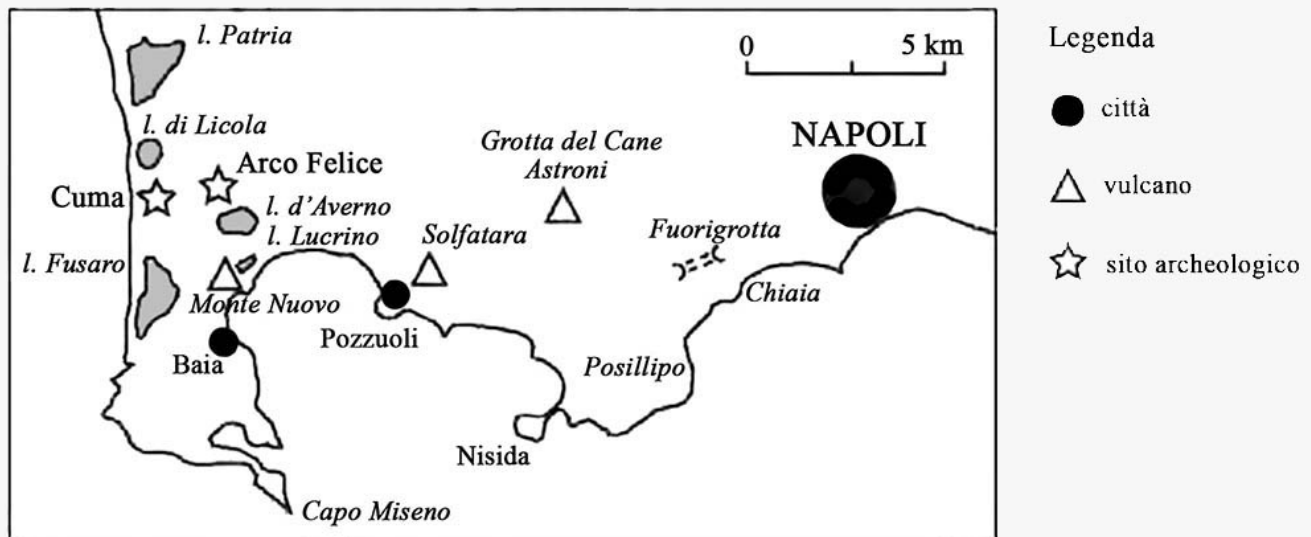 l. Patria
0 5 km
Legenda
città
l. di Licola
Grotta del Cane
Astroni
NAPOLI
Arco Felice
vulcano
Cuma
l. d'Averno
l. Lucrino
Solfatara
Fuorigrotta
l. Fusaro
sito archeologico
Monte Nuovo
Chiaia
Pozzuoli
Baia
Posillipo
Nisida
Capo Miseno